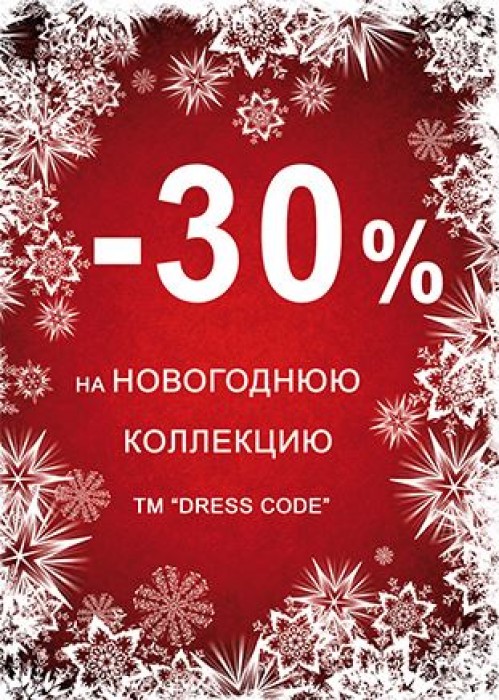 -30%
НА НОВОГОДНЮЮ
КОЛЛЕКЦИЮ
ТМ “DRESS CODE”